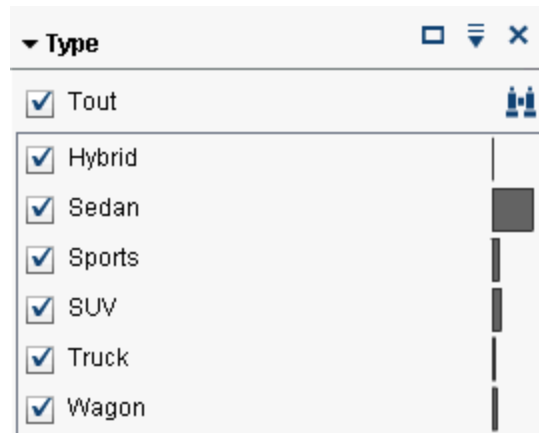 Type
Tout
Hybrid
Sedan
Sports
SUV
Truck
Wagon